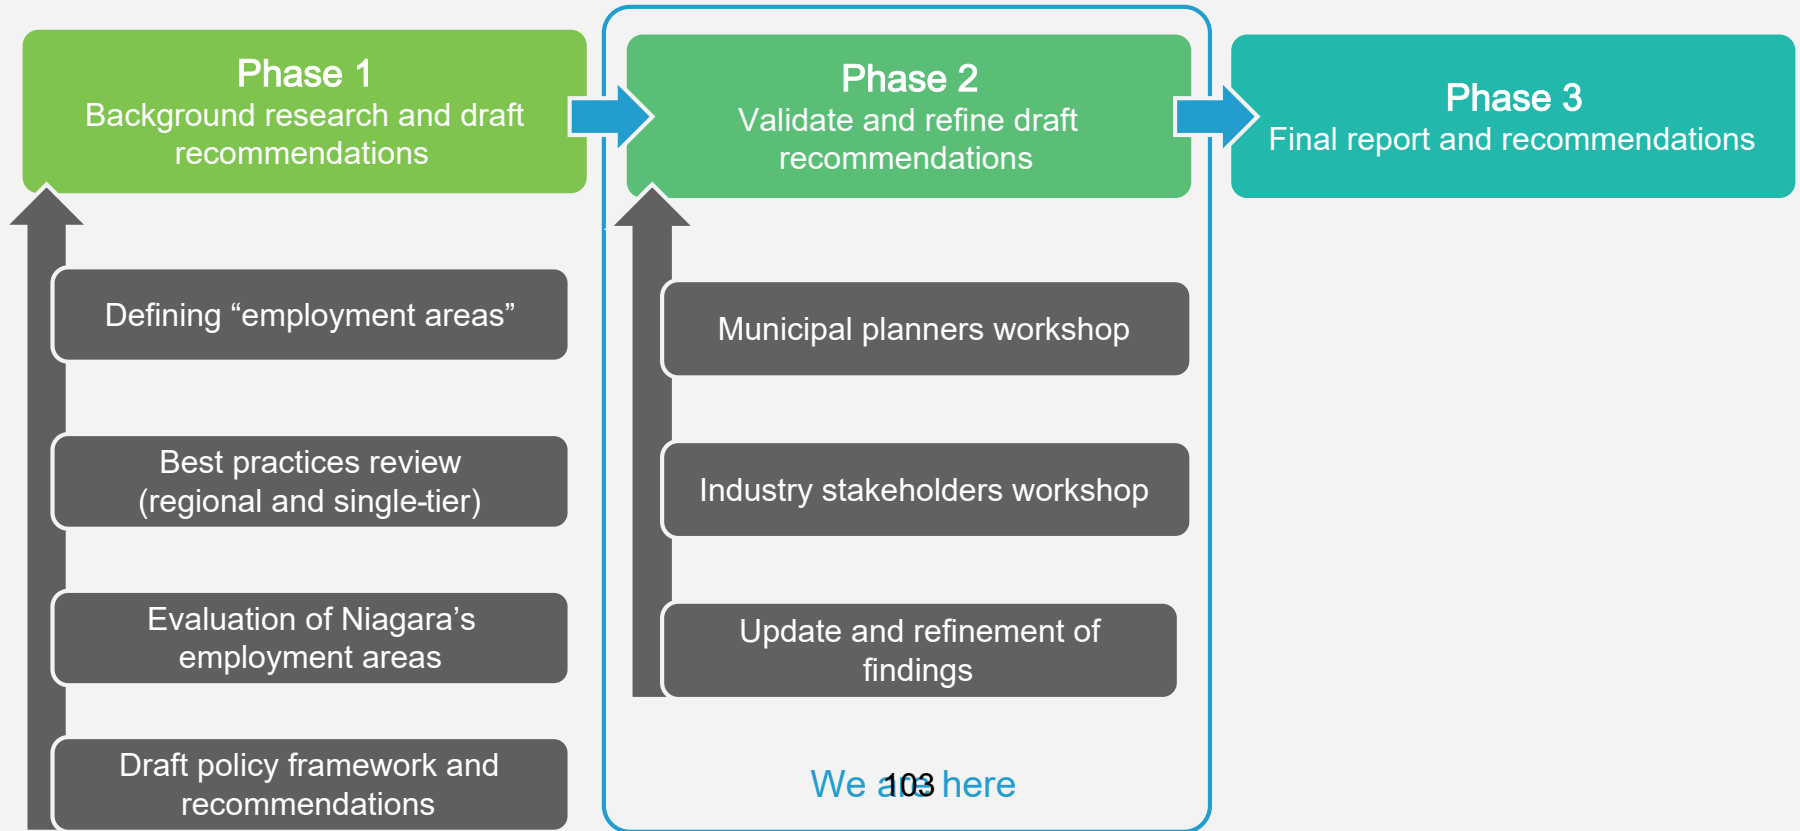 Phase 1
Background research and draft
recommendations
Defining “employment areas”
Best practices review
(regional and single-tier)
Evaluation of Niagara’s
employment areas
Draft policy framework and
recommendations
Phase 2
Validate and refine draft
recommendations
Municipal planners workshop
Industry stakeholders workshop
Update and refinement of
findings
We are here
103
Phase 3
Final report and recommendations